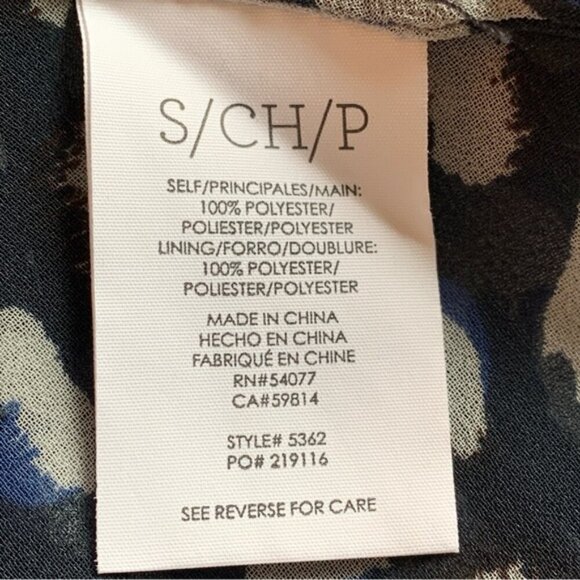 S/CH/P
SELF/PRINCIPALES/MAIN:
100% POLYESTER/
POLIESTER/POLYESTER
LINING/FORRO/DOUBLURE:
100% POLYESTER/
POLIESTER/POLYESTER
MADE IN CHINA
HECHO EN CHINA
FABRIQUÉ EN CHINE
RN#54077
CA#59814
STYLE# 5362
PO# 219116
SEE REVERSE FOR CARE